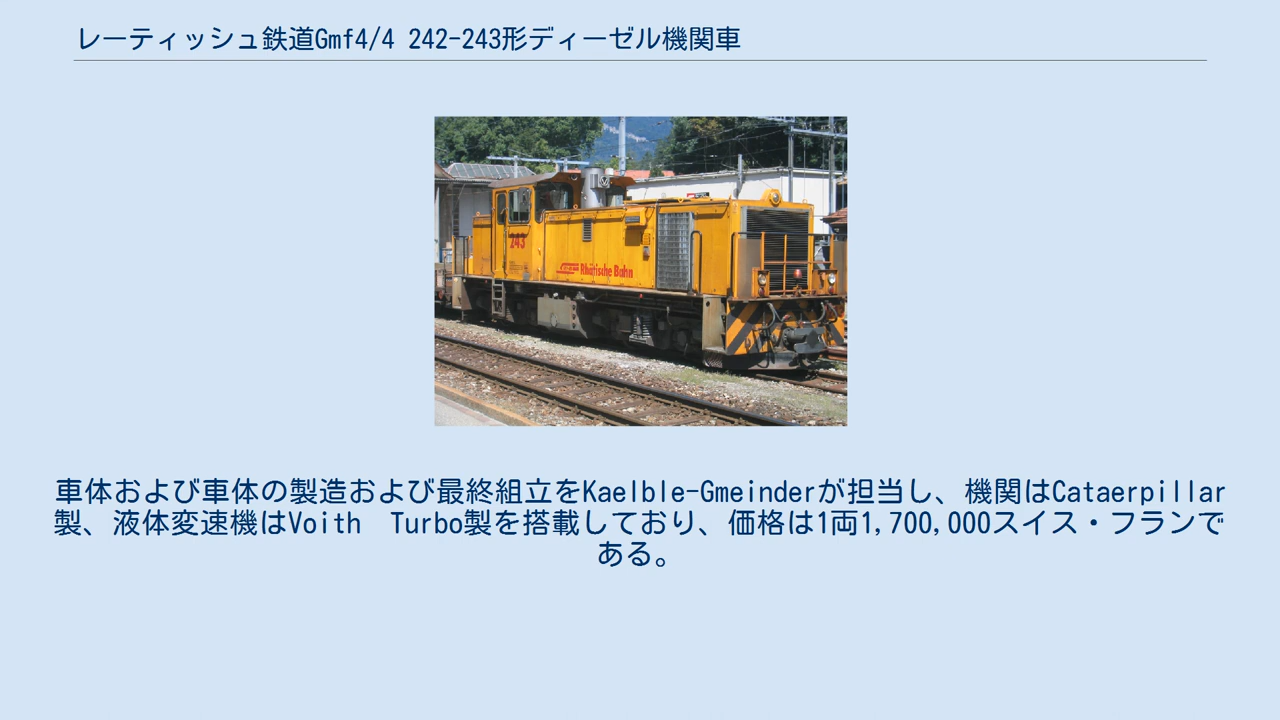 レーティッシュ鉄道Gmf4/4 242-243形ディーゼル機関車
243
Rhätische Bahn
車体および車体の製造および最終組立をKaelble-Gmeinderが担当し、機関はCataerpillar
製、液体変速機はVoith　Turbo製を搭載しており、価格は1両1,700,000スイス・フランで
ある。